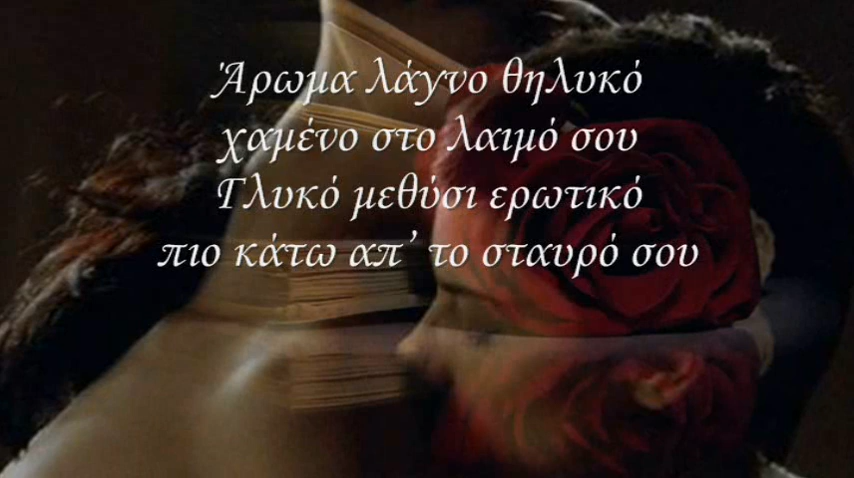 Άρωμα λάγνο θηλυκό
χαμένο στο λαιμό σου
Γλυκό μεθύσι ερωτικό
πιο κάτω απ’ το σταυρό σου